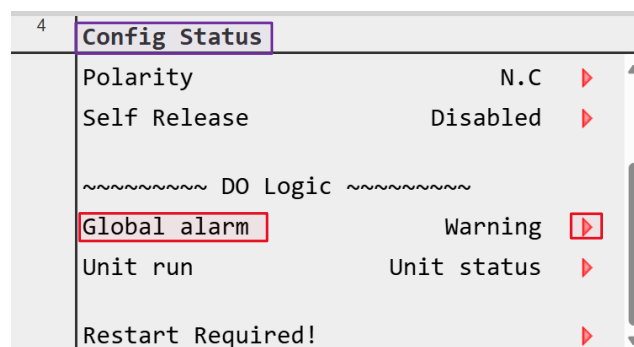 4
Config Status
Polarity N.C
Self Release Disabled
~~~~~~~~~ DO Logic ~~~~~~~~~
Global alarm Warning
Unit run Unit status
Restart Required!